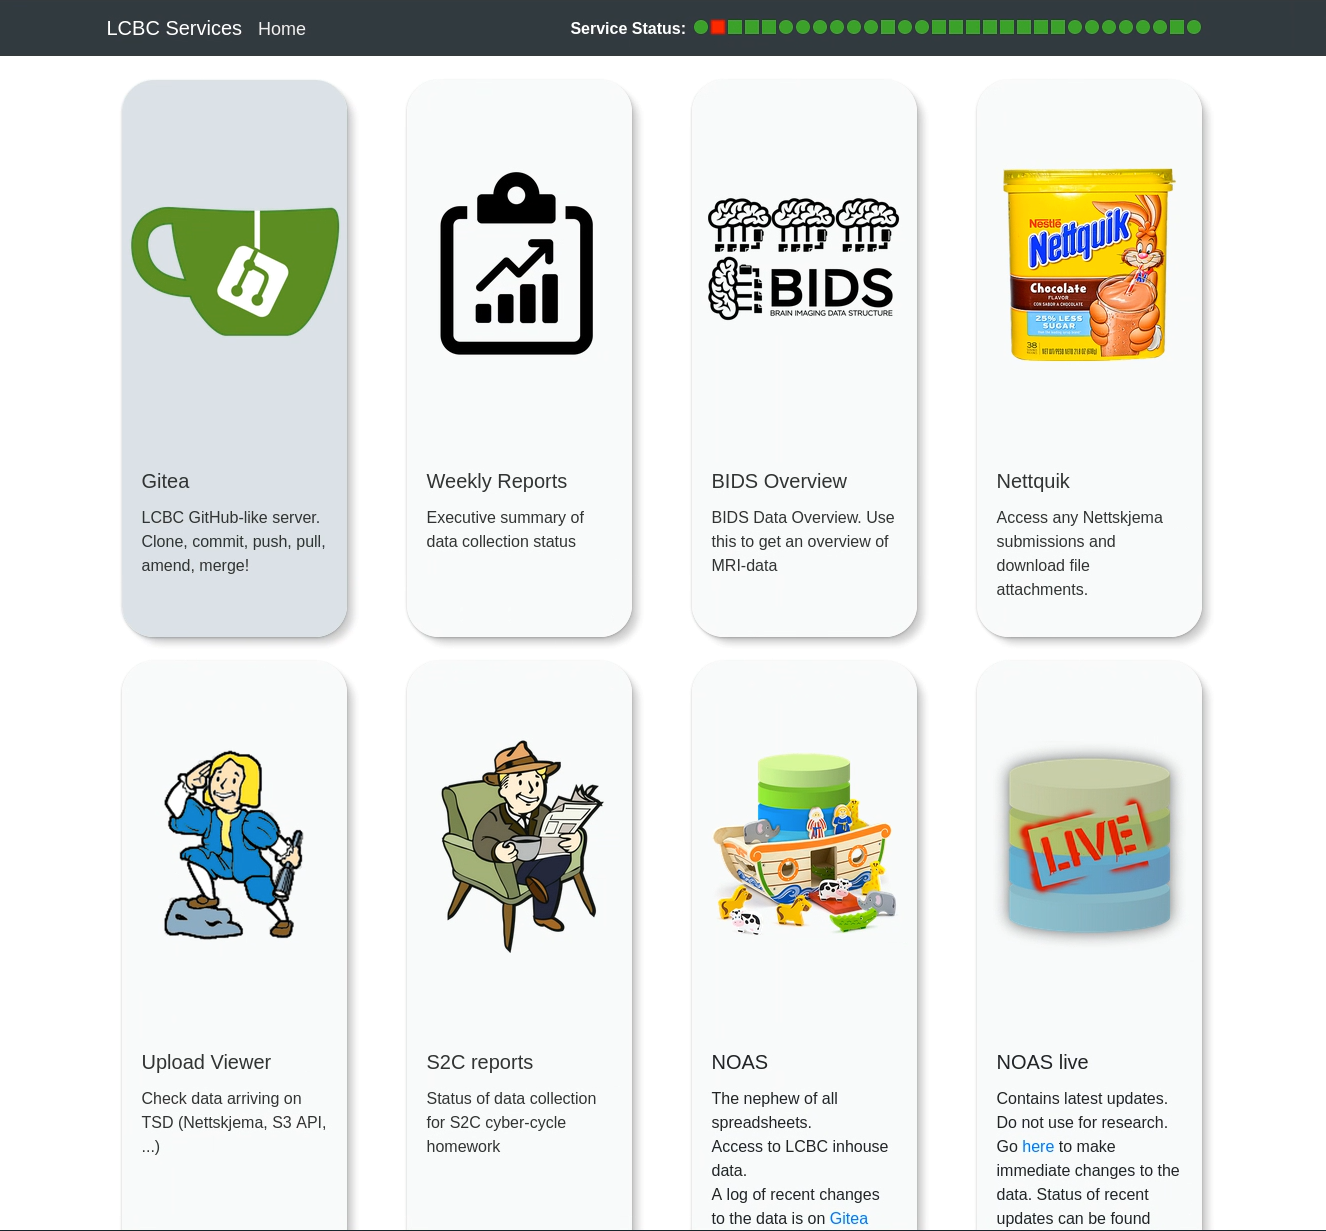 LCBC Services Home Service Status:
Nestlé
Nettquik
Chocolate
FLAVOR
CON SABOR A CHOCOLATE
25% LESS
SUGAR
38
BIDS
BRAIN IMAGING DATA STRUCTURE
Gitea
LCBC GitHub-like server.
Clone, commit, push, pull,
amend, merge!
Weekly Reports
Executive summary of
data collection status
BIDS Overview
BIDS Data Overview. Use
this to get an overview of
MRI-data
Nettquik
Access any Nettskjema
submissions and
download file
attachments.
LIVE
Upload Viewer
Check data arriving on
TSD (Nettskjema, S3 API,
...)
S2C reports
Status of data collection
for S2C cyber-cycle
homework
NOAS
The nephew of all
spreadsheets.
Access to LCBC inhouse
data.
A log of recent changes
to the data is on Gitea
NOAS live
Contains latest updates.
Do not use for research.
Go here to make
immediate changes to the
data. Status of recent
updates can be found